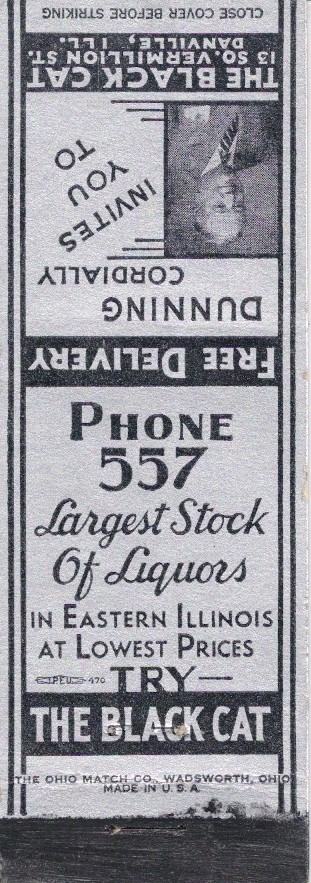 CLOSE COVER BEFORE STRIKING
THE BLACK CAT
13 SO. VERMILLION ST.
DANVILLE, ILL.
INVITES
YOU
TO
DUNNING
CORDIALLY
FREE DELIVERY
PHONE
557
Largest Stock
Of Liquors
IN EASTERN ILLINOIS
AT LOWEST PRICES
TRY—
THE BLACK CAT
THE OHIO MATCH CO., WADSWORTH, OHIO
MADE IN U.S.A.